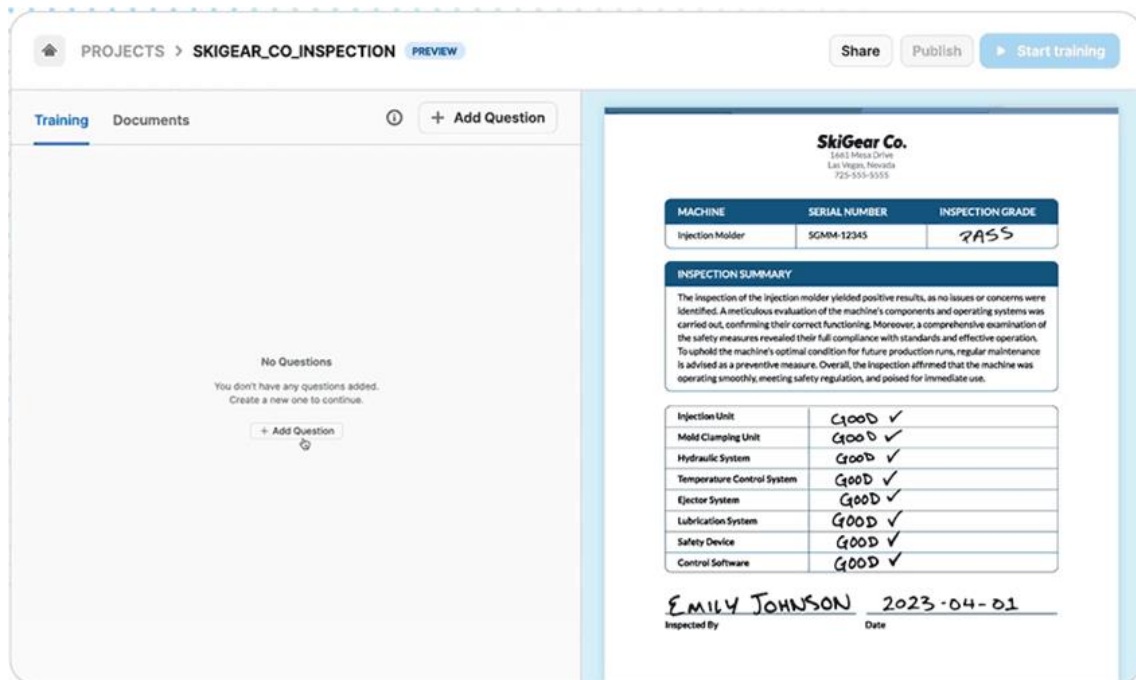 PROJECTS > SKIGEAR_CO_INSPECTION PREVIEW
Share Publish Start training
Training Documents + Add Question
No Questions
You don't have any questions added.
Create a new one to continue.
+ Add Question
SkiGear Co.
1661 Mesa Drive
Las Vegas, Nevada
725-555-5555
MACHINE SERIAL NUMBER INSPECTION GRADE
Injection Molder SGMM-12345 PASS
INSPECTION SUMMARY
The inspection of the injection molder yielded positive results, as no issues or concerns were
identified. A meticulous evaluation of the machine's components and operating systems was
carried out, confirming their correct functioning. Moreover, a comprehensive examination of
the safety measures revealed their full compliance with standards and effective operation.
To uphold the machine's optimal condition for future production runs, regular maintenance
is advised as a preventive measure. Overall, the inspection affirmed that the machine was
operating smoothly, meeting safety regulation, and poised for immediate use.
Injection Unit GOOD ✓
Mold Clamping Unit GOOD ✓
Hydraulic System GOOD ✓
Temperature Control System GOOD ✓
Ejector System GOOD ✓
Lubrication System GOOD ✓
Safety Device GOOD ✓
Control Software GOOD ✓
EMILY JOHNSON 2023-04-01
Inspected By Date